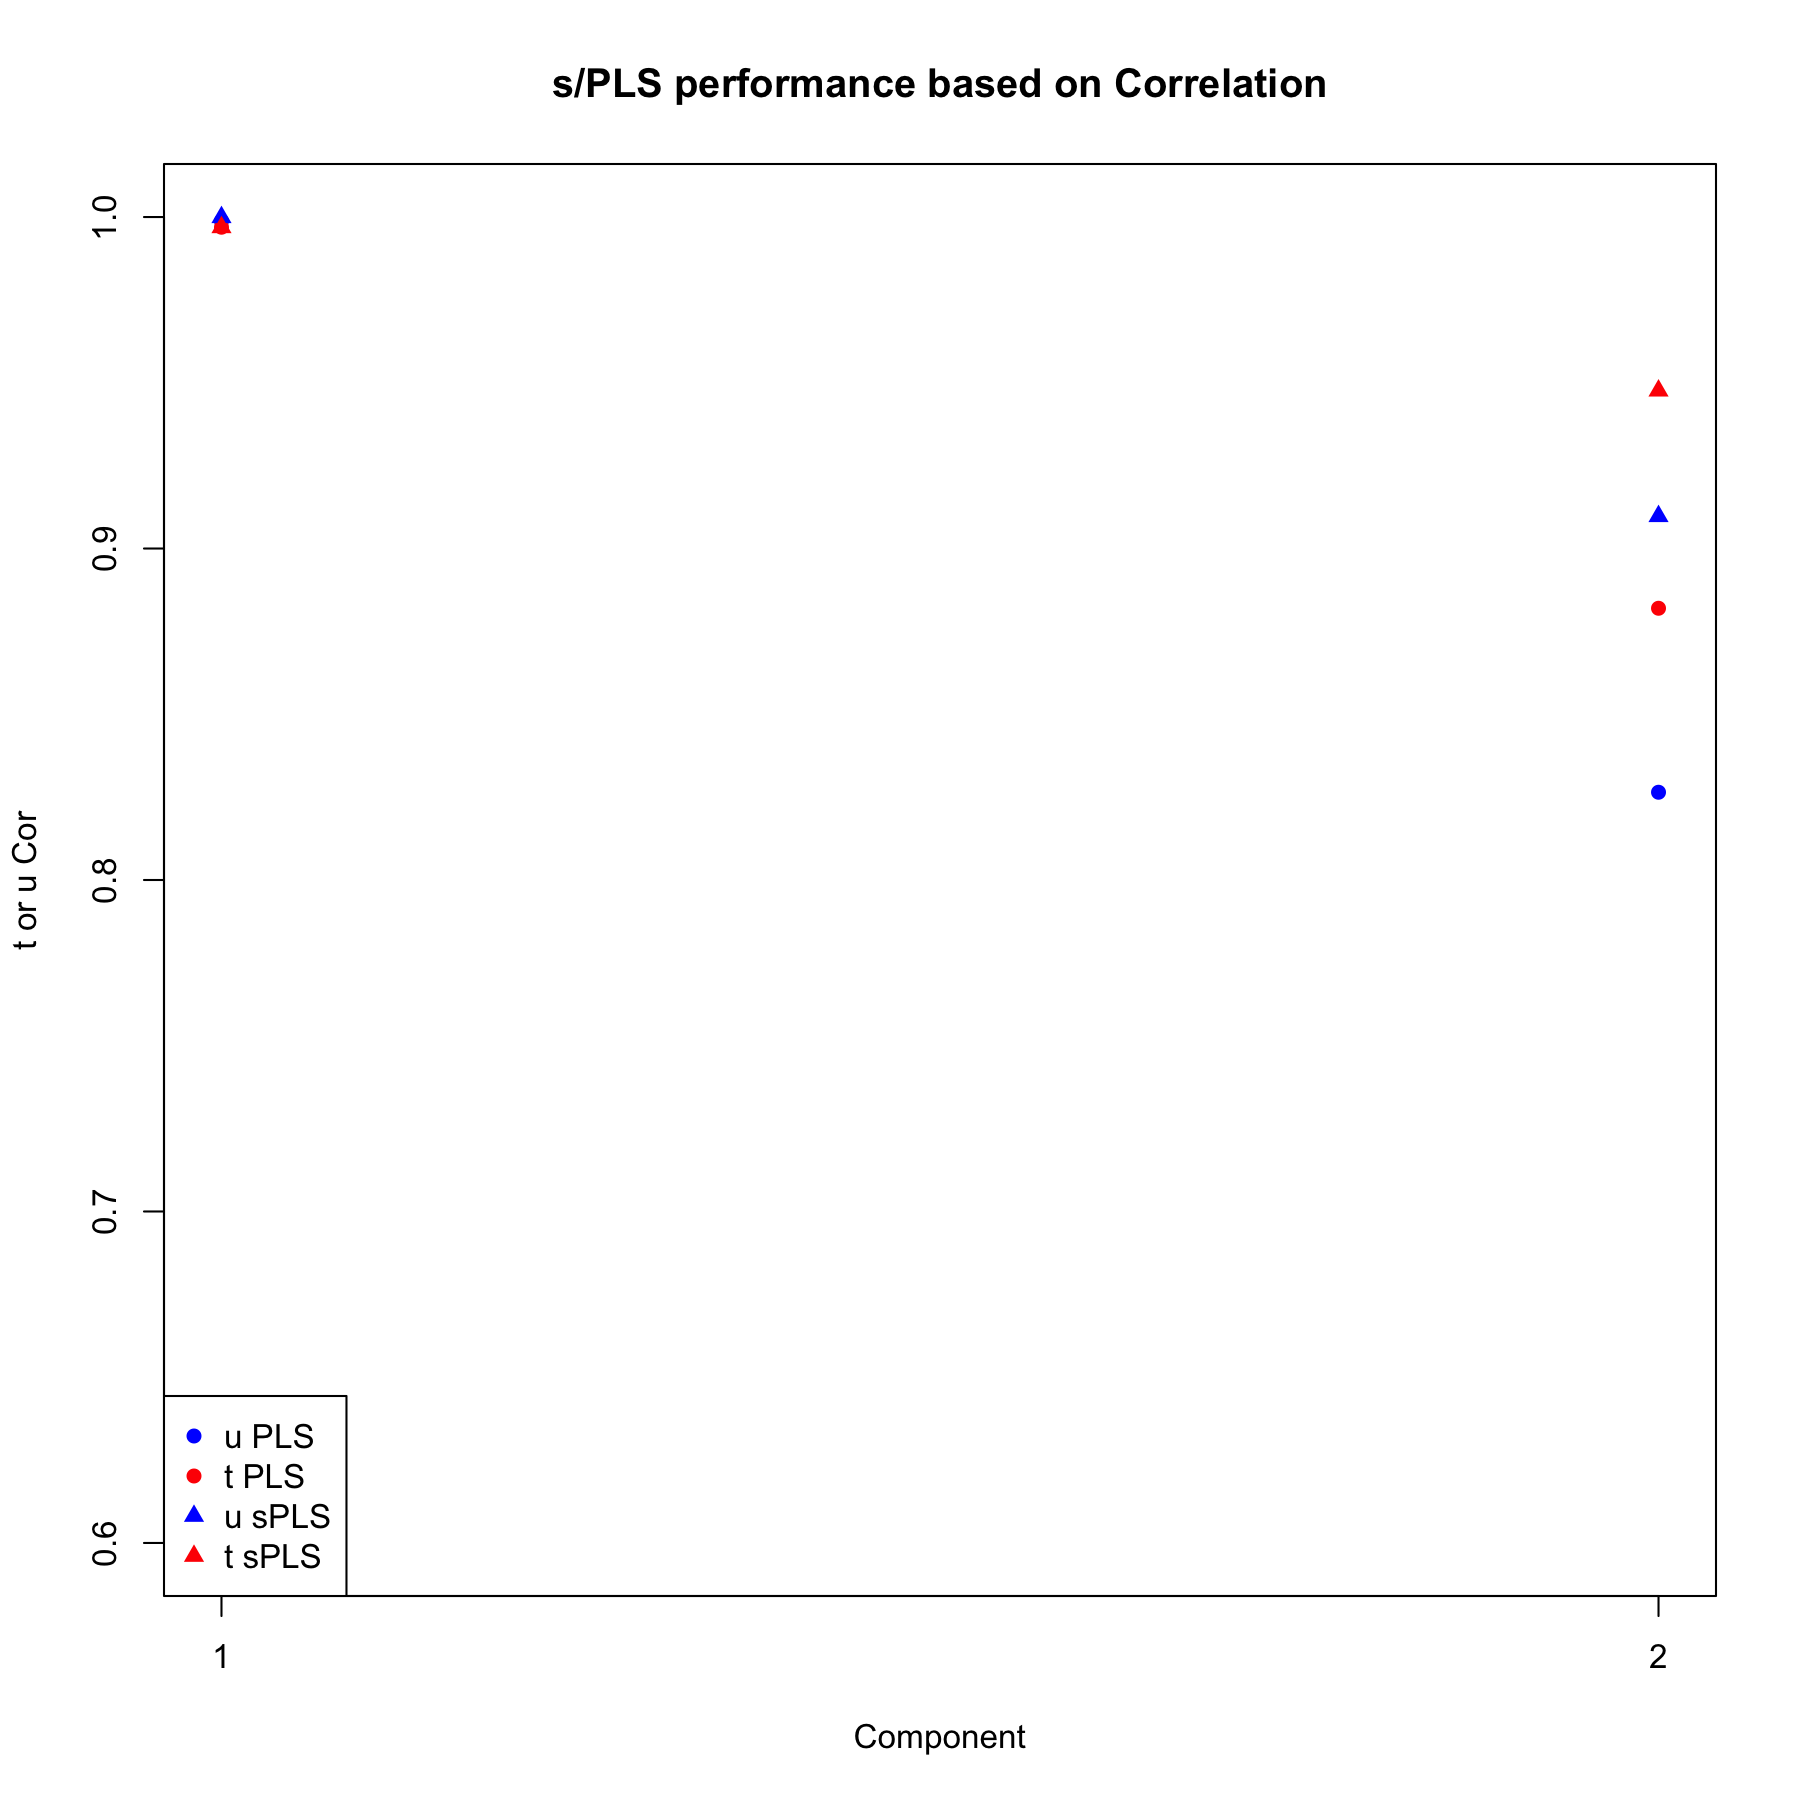 s/PLS performance based on Correlation
t or u Cor
1.0
0.9
0.8
0.7
0.6
u PLS
t PLS
u sPLS
t sPLS
1
2
Component